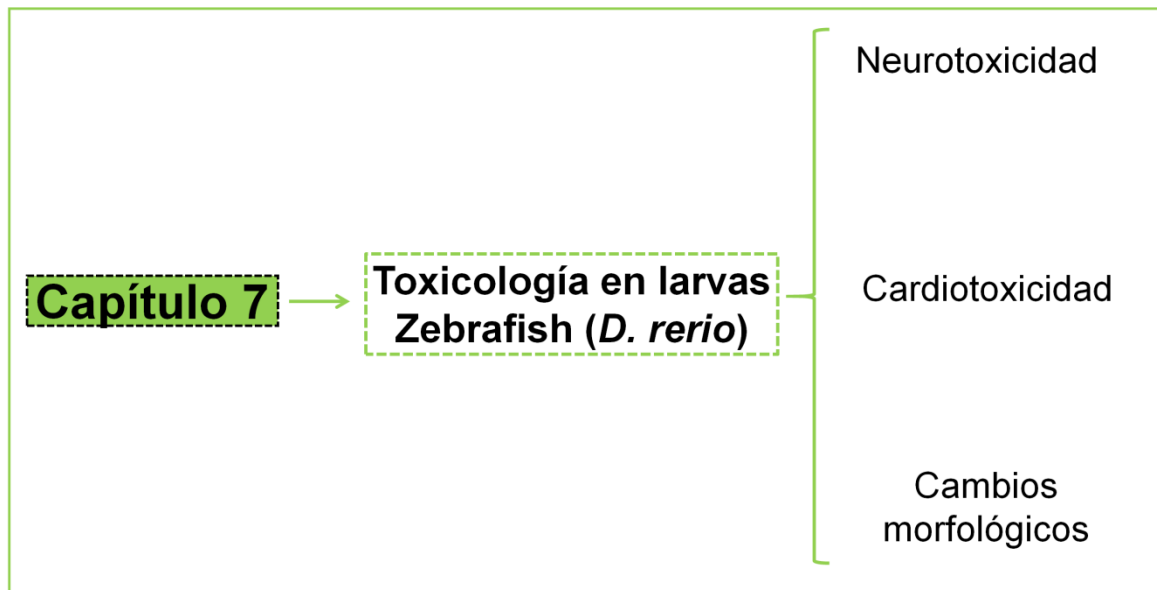 Neurotoxicidad
Capítulo 7
Toxicología en larvas
Zebrafish (D. rerio)
Cardiotoxicidad
Cambios
morfológicos